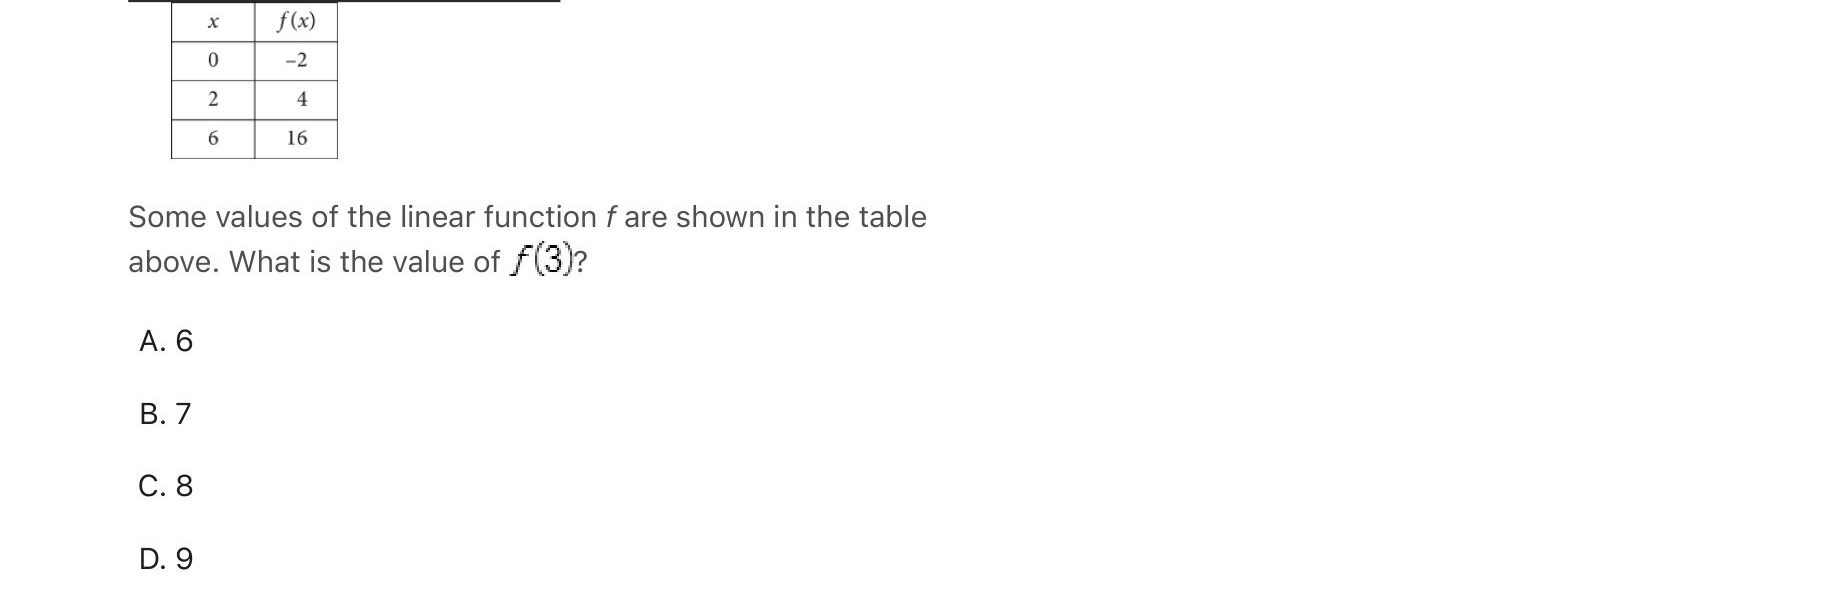 x f(x)
0 –2
2 4
6 16
Some values of the linear function f are shown in the table
above. What is the value of f(3)?
A. 6
B. 7
C. 8
D. 9